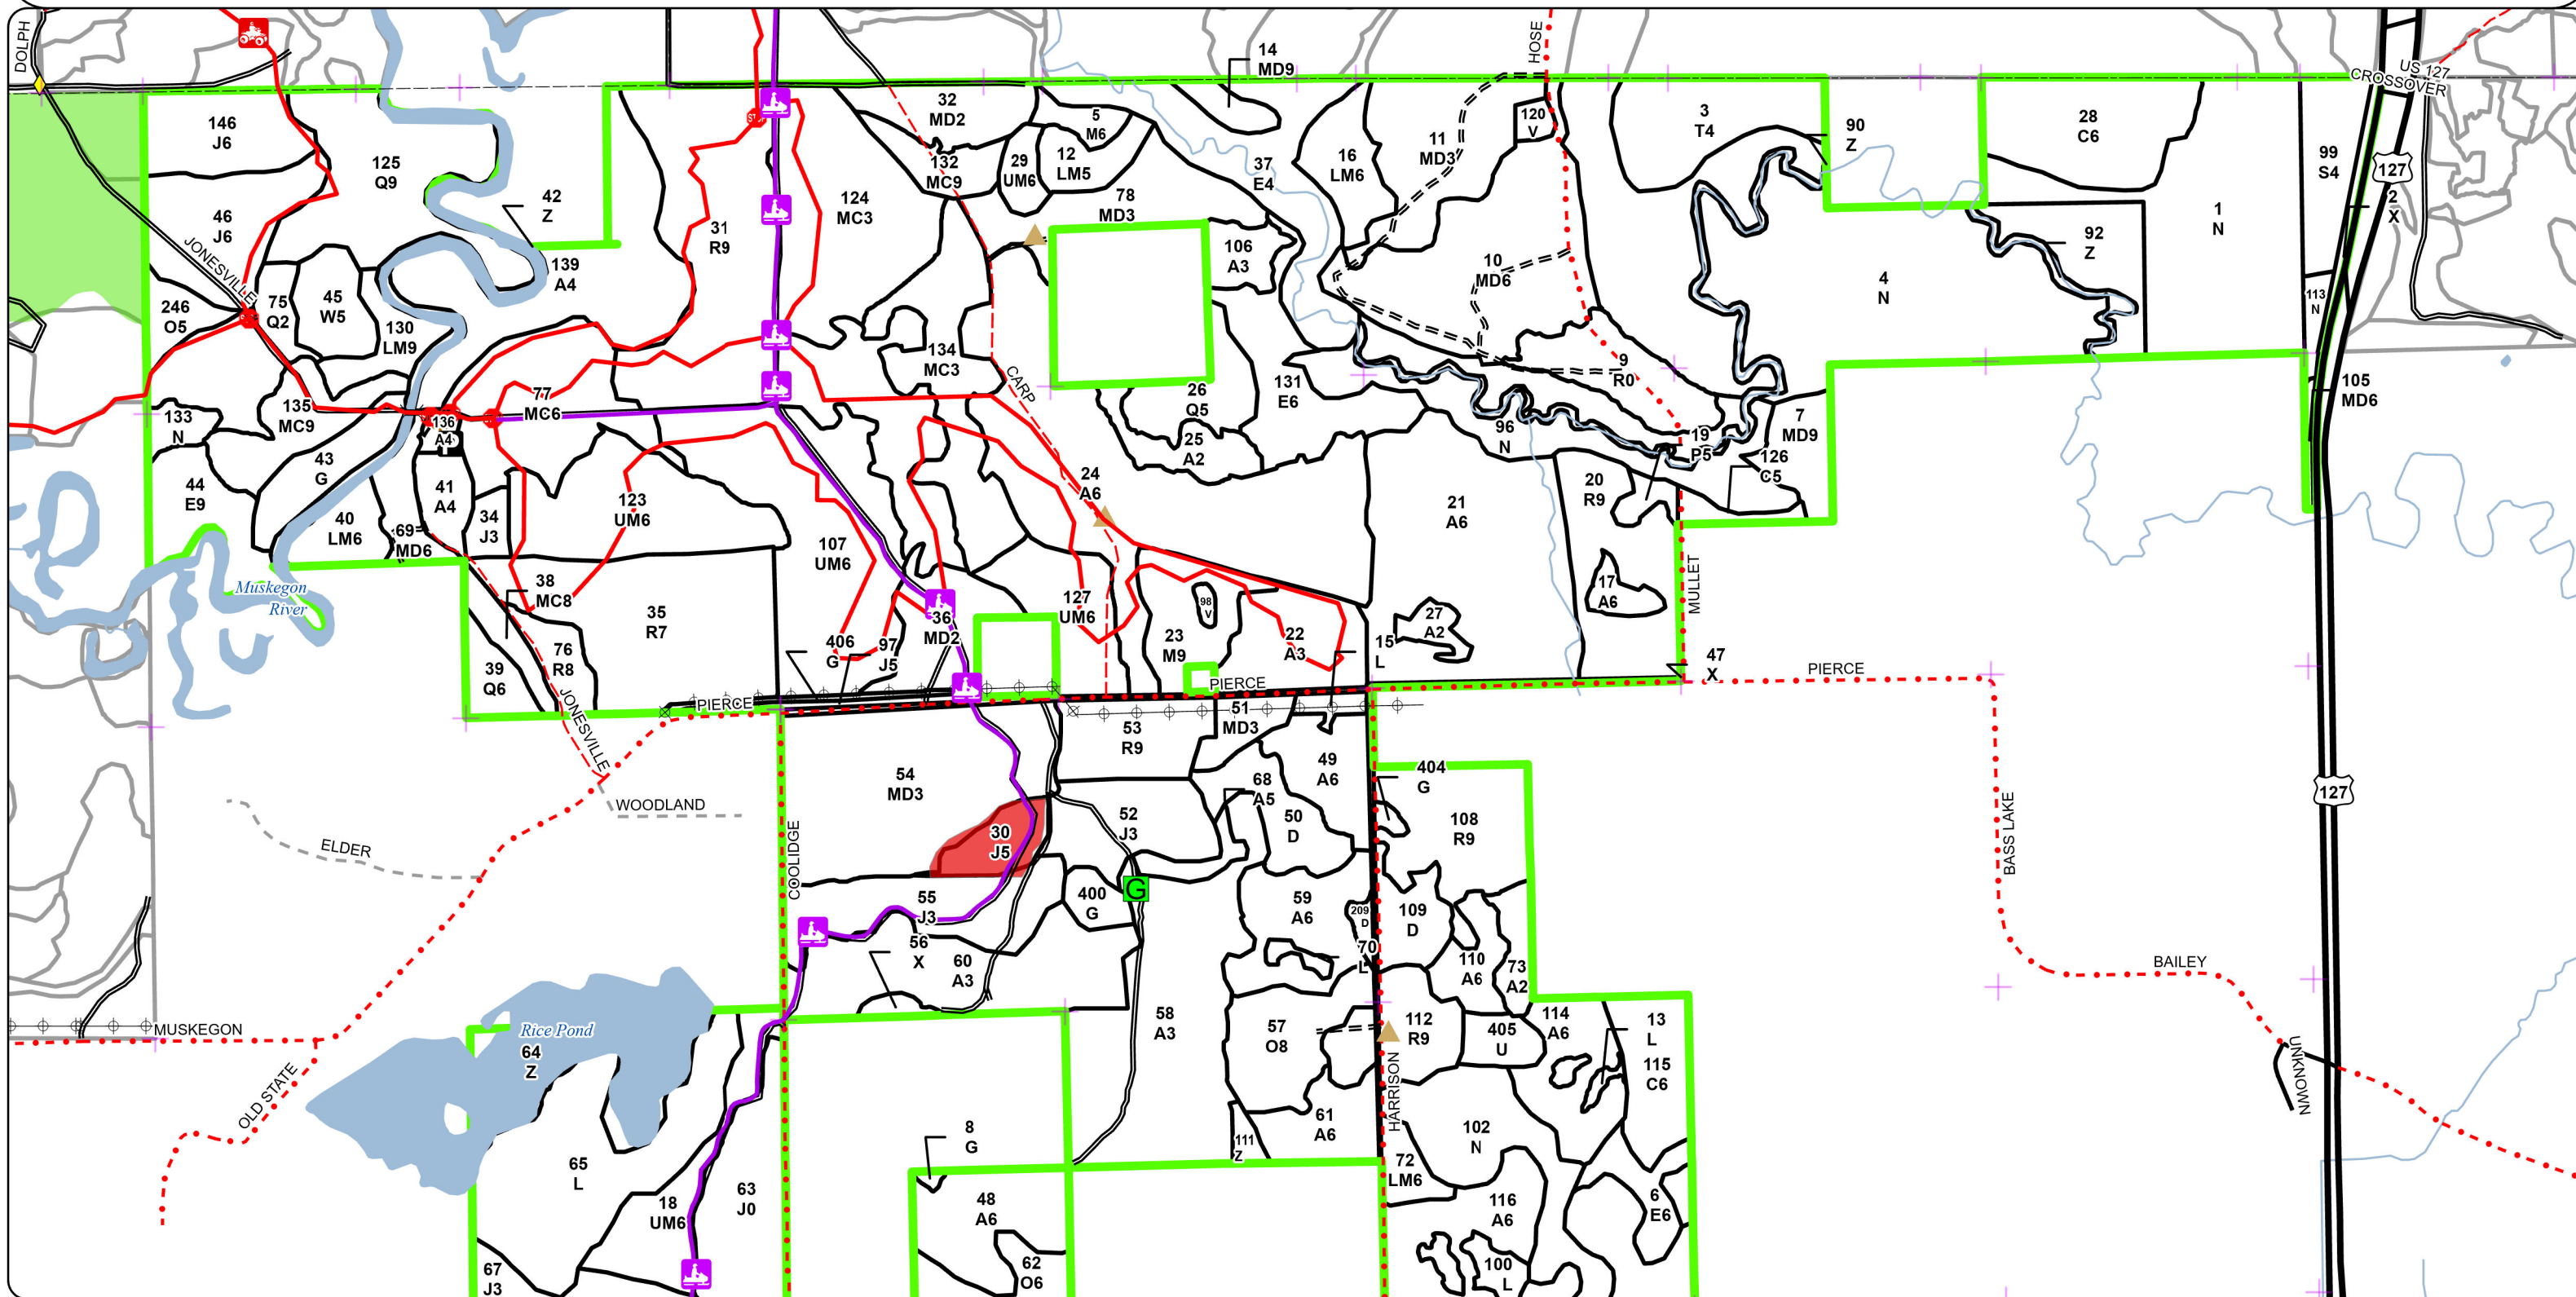 DOLPH
14
MD9
HOSE
US 127
CROSSOVER
146
J6
125
Q9
32
MD2
5
M6
120
V
3
T4
90
Z
28
C6
11
MD3
16
LM6
12
LM5
29
UM6
132
MC9
37
E4
99
S4
127
2
X
46
J6
42
Z
31
R9
124
MC3
78
MD3
1
N
92
Z
JONESVILLE
139
A4
106
A3
10
MD6
4
N
246
O5
75
Q2
45
W5
130
LM9
113
N
134
MC3
9
R0
CARP
131
E6
26
Q5
105
MD6
77
MC6
135
MC9
133
N
136
A4
7
MD9
96
N
19
P5
25
A2
126
C5
43
G
44
E9
41
A4
24
A6
20
R9
21
A6
123
UM6
34
J3
40
LM6
69
MD6
107
UM6
Muskegon
River
38
MC8
35
R7
17
A6
MULLET
127
UM6
98
V
27
A2
36
MD2
406
G
97
J5
23
M9
22
A3
15
L
76
R8
39
Q6
47
X
PIERCE
PIERCE
PIERCE
JONESVILLE
51
MD3
53
R9
49
A6
404
G
54
MD3
68
A5
127
WOODLAND
50
D
52
J3
108
R9
30
J5
ELDER
COOLIDGE
BASS LAKE
G
55
J3
400
G
59
A6
209
D
109
D
56
X
60
A3
70
L
110
A6
73
A2
BAILEY
MUSKEGON
Rice Pond
64
Z
58
A3
57
O8
112
R9
405
U
114
A6
13
L
115
C6
UNKNOWN
OLD STATE
HARRISON
61
A6
111
Z
8
G
102
N
65
L
72
LM6
63
J0
18
UM6
48
A6
116
A6
6
E6
67
J3
62
O6
100
L